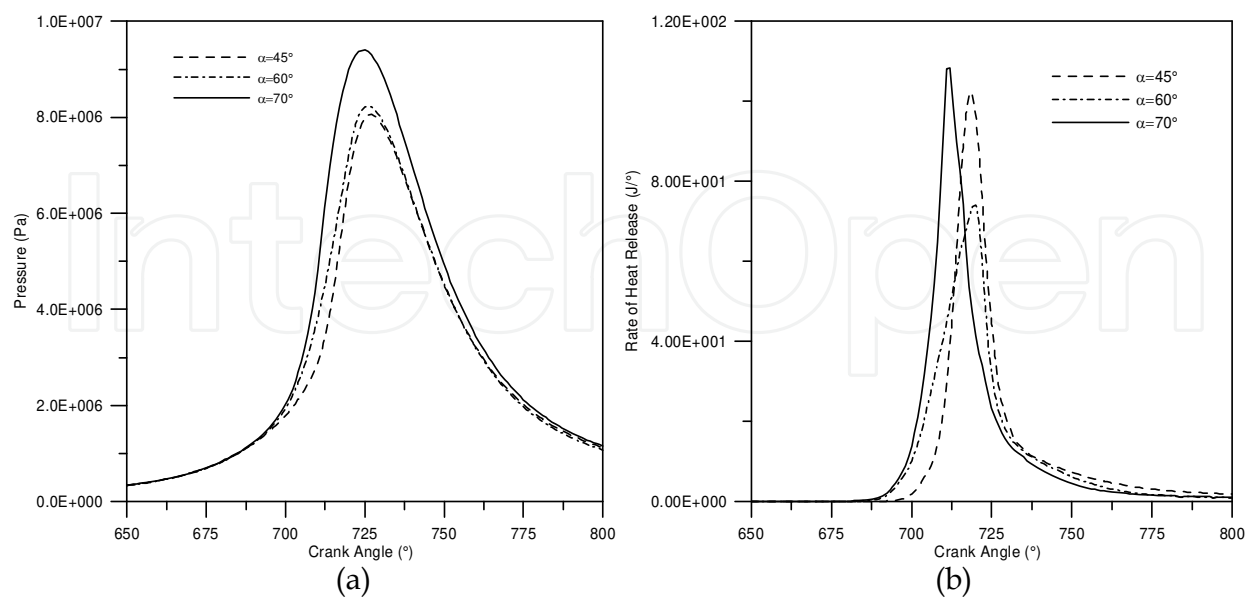 1.0E+007
8.0E+006
6.0E+006
4.0E+006
2.0E+006
0.0E+000
Pressure (Pa)
α=45°
α=60°
α=70°
650
675
700
725
750
775
800
Crank Angle (°)
(a)
1.20E+002
8.00E+001
4.00E+001
0.00E+000
Rate of Heat Release (J/°)
α=45°
α=60°
α=70°
650
675
700
725
750
775
800
Crank Angle (°)
(b)
IntechOpen